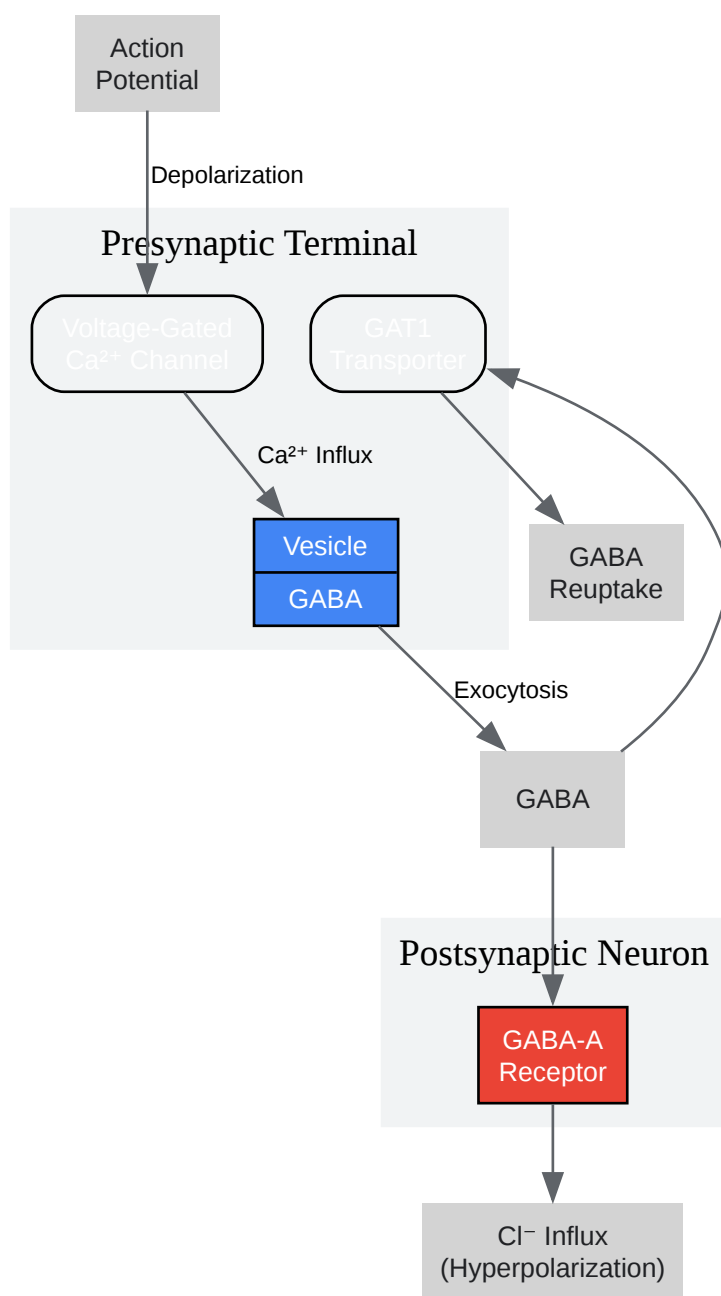 Action
Potential
Depolarization
Presynaptic Terminal
Voltage-Gated
Ca²⁺ Channel
GAT1
Transporter
Ca²⁺ Influx
Vesicle
GABA
GABA
Reuptake
Exocytosis
GABA
Postsynaptic Neuron
GABA-A
Receptor
Cl⁻ Influx
(Hyperpolarization)